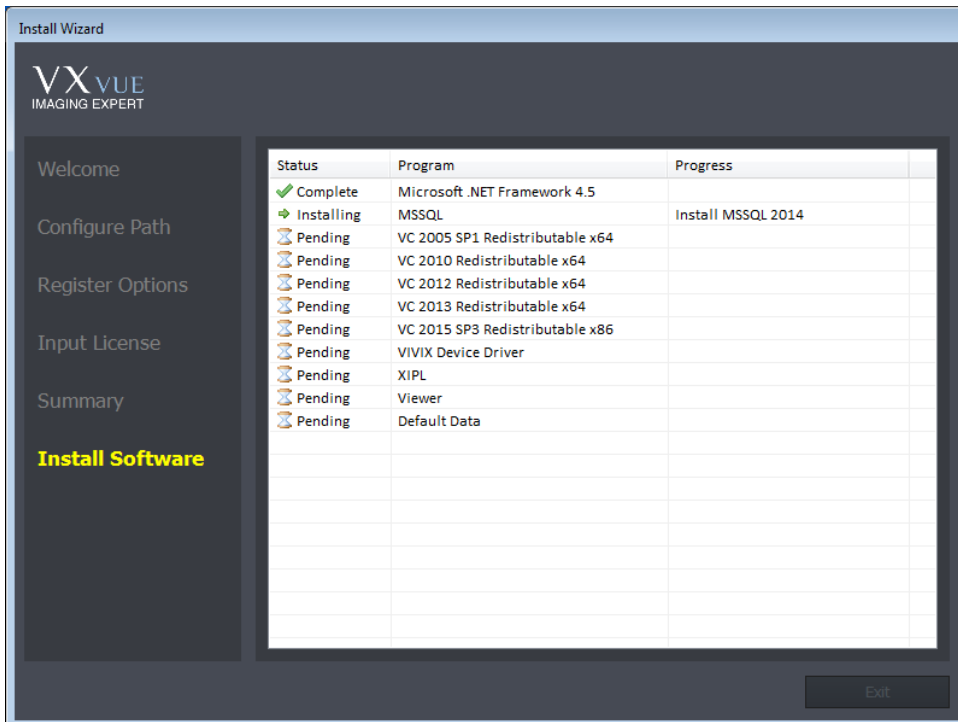 Install Wizard
VXVUE
IMAGING EXPERT
Welcome
Configure Path
Register Options
Input License
Summary
Install Software
Status Program Progress
Complete Microsoft .NET Framework 4.5
Installing MSSQL Install MSSQL 2014
Pending VC 2005 SP1 Redistributable x64
Pending VC 2010 Redistributable x64
Pending VC 2012 Redistributable x64
Pending VC 2013 Redistributable x64
Pending VC 2015 SP3 Redistributable x86
Pending VIVIX Device Driver
Pending XIPL
Pending Viewer
Pending Default Data
Exit